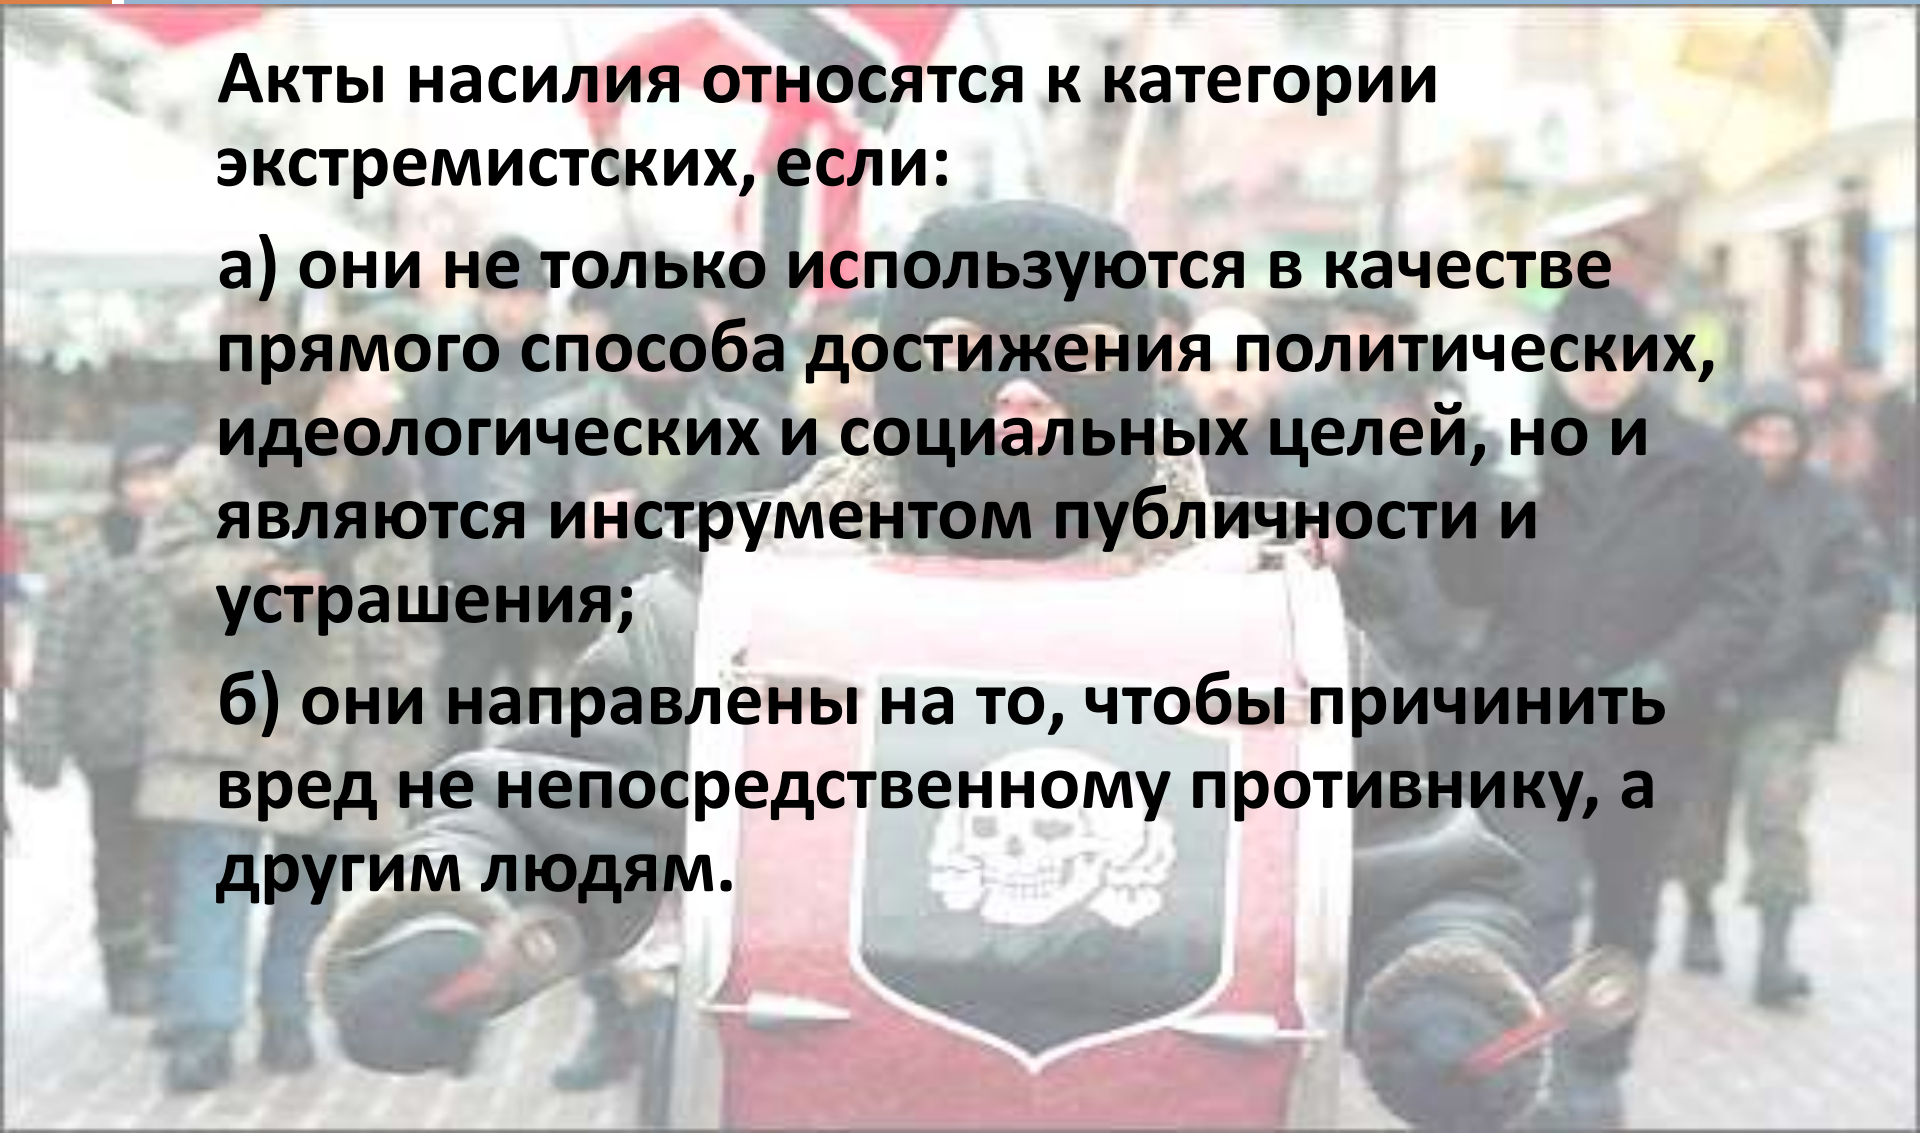 Акты насилия относятся к категории
экстремистских, если:
а) они не только используются в качестве
прямого способа достижения политических,
идеологических и социальных целей, но и
являются инструментом публичности и
устрашения;
б) они направлены на то, чтобы причинить
вред не непосредственному противнику, а
другим людям.